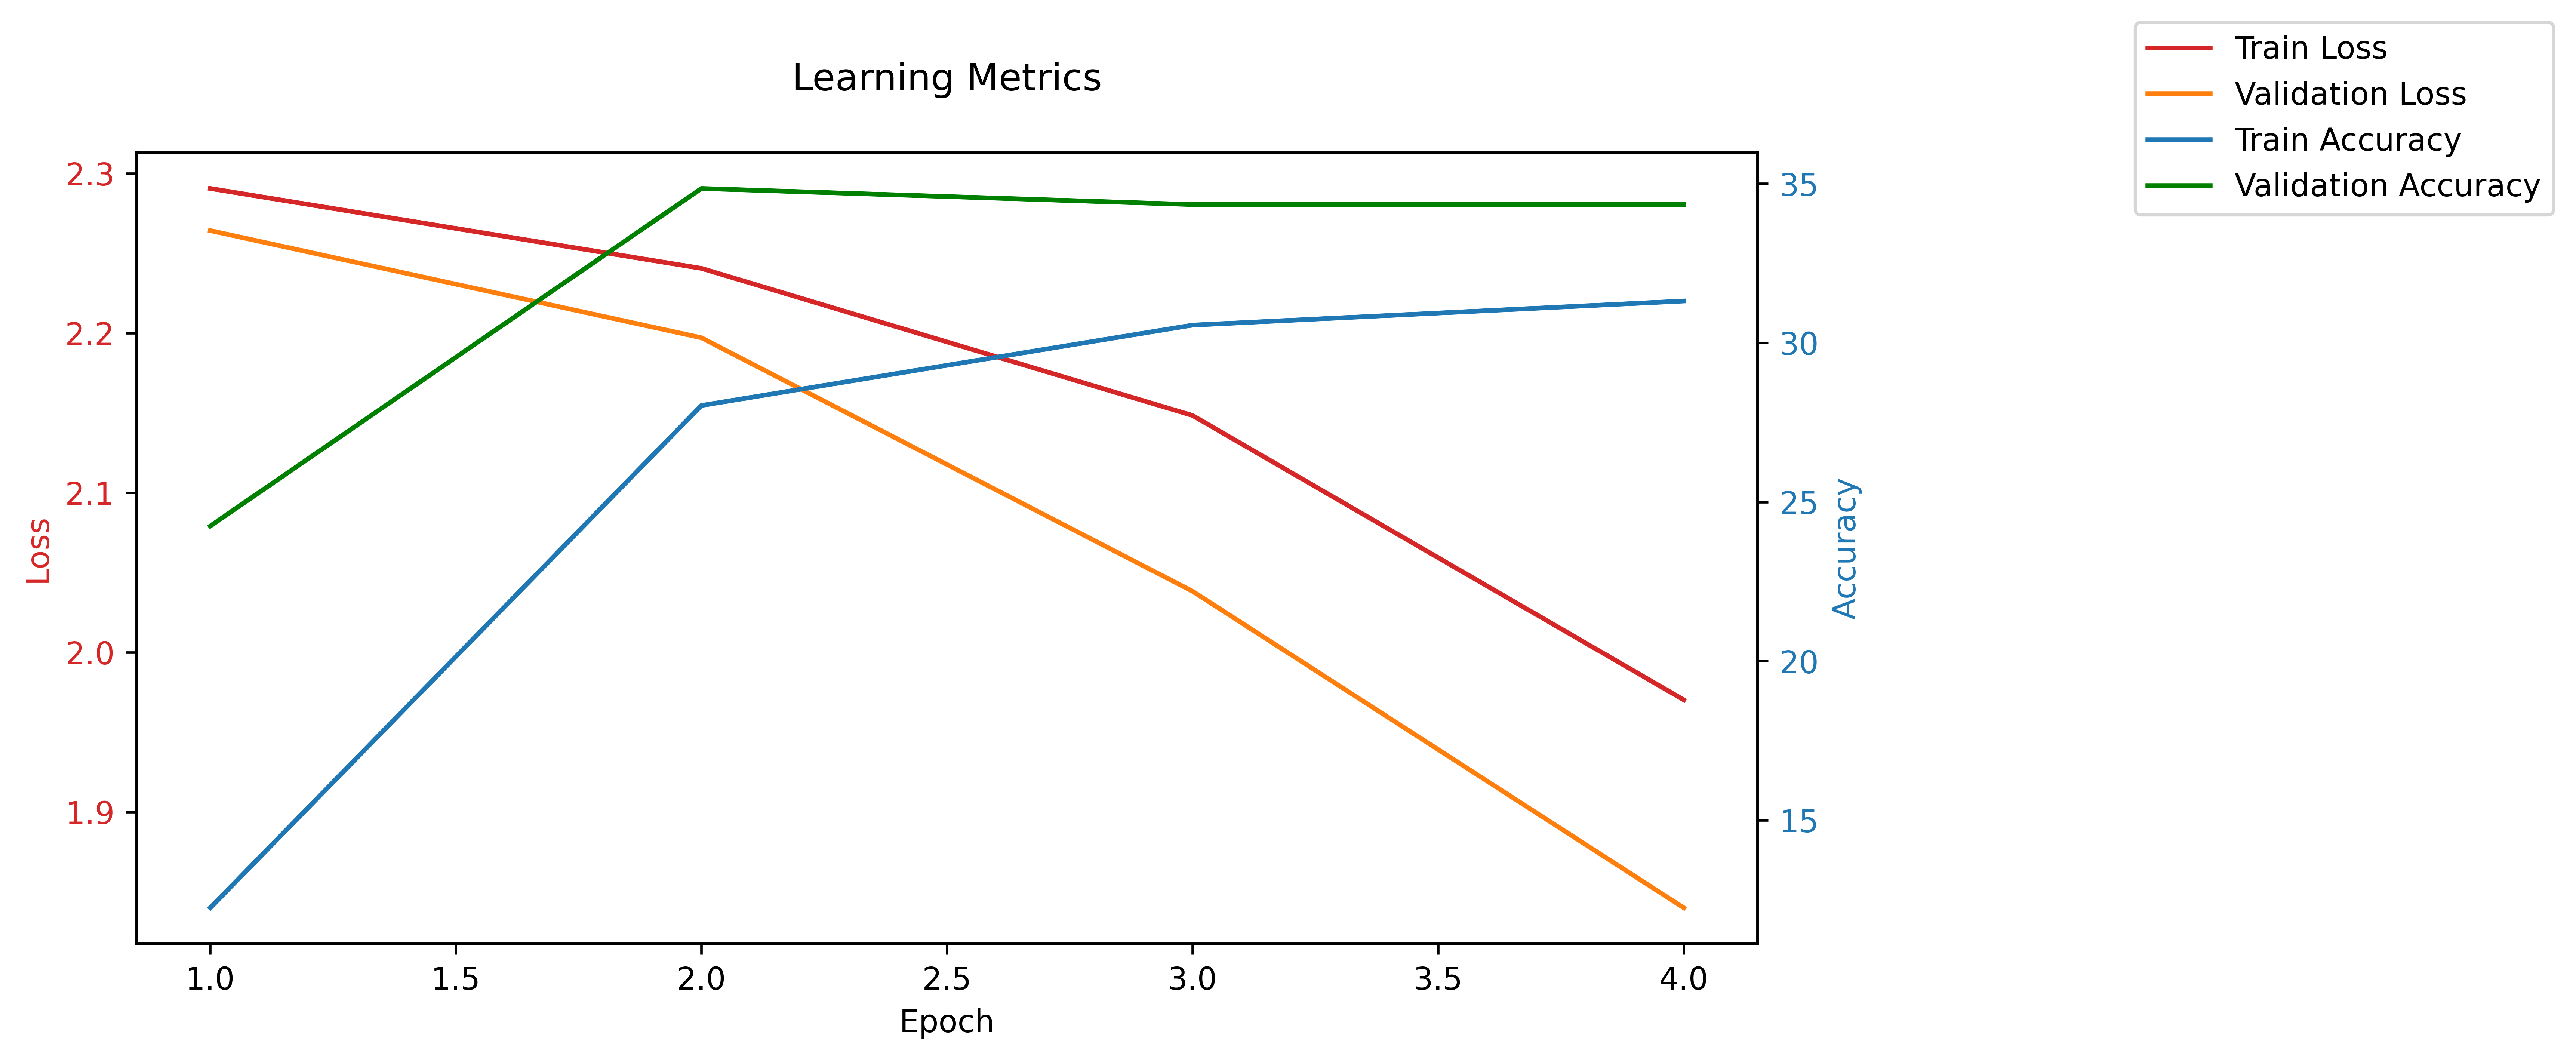 Learning Metrics
Train Loss
Validation Loss
Train Accuracy
Validation Accuracy
2.3
2.2
2.1
2.0
1.9
Loss
35
30
25
20
15
Accuracy
1.0 1.5 2.0 2.5 3.0 3.5 4.0
Epoch